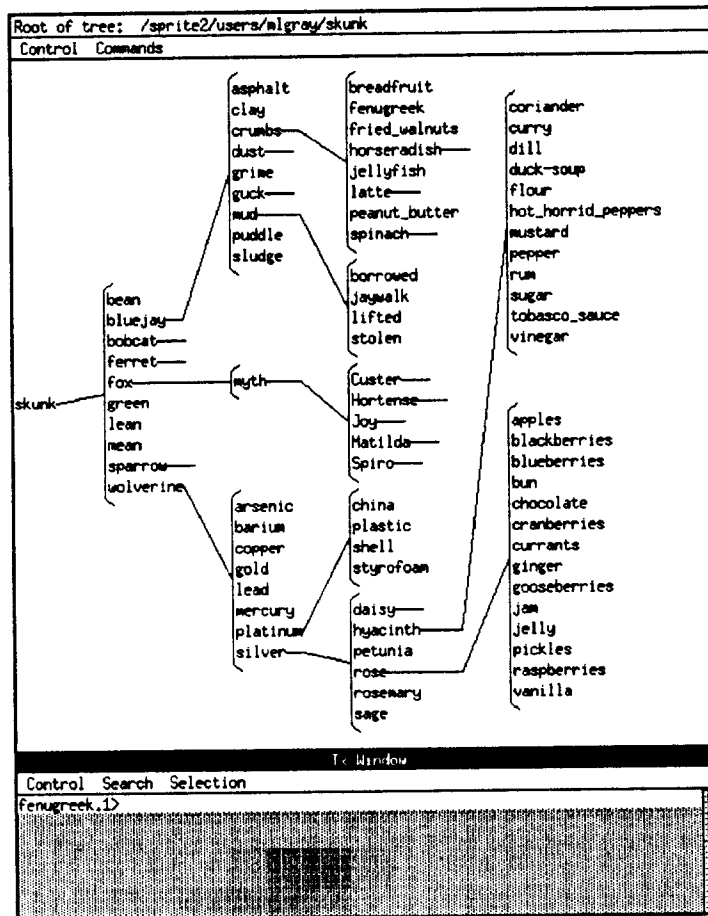 Root of tree: /sprite2/users/mlgray/skunk
Control Commands
skunk
bean
bluejay
bobcat
ferret
fox
green
lean
mean
sparrow
wolverine
asphalt
clay
crumbs
dust
grime
guck
mud
puddle
sludge
myth
arsenic
barium
copper
gold
lead
mercury
platinum
silver
breadfruit
fenugreek
fried_walnuts
horseradish
jellyfish
latte
peanut_butter
spinach
borrowed
jaywalk
lifted
stolen
Custer
Hortense
Joy
Matilda
Spiro
china
plastic
shell
styrofoam
daisy
hyacinth
petunia
rose
rosemary
sage
coriander
curry
dill
duck-soup
flour
hot_horrid_peppers
mustard
pepper
rum
sugar
tobasco_sauce
vinegar
apples
blackberries
blueberries
bun
chocolate
cranberries
currants
ginger
gooseberries
jam
jelly
pickles
raspberries
vanilla
Tx Window
Control Search Selection
fenugreek.1>